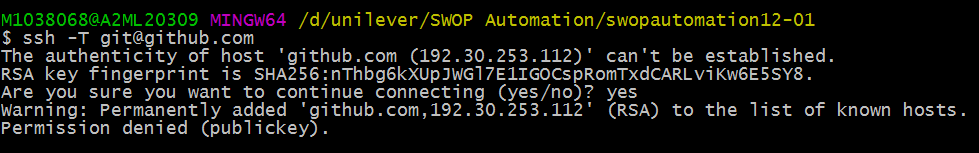 M1038068@A2ML20309 MINGW64 /d/unilever/SWOP Automation/swopautomation12-01
$ ssh -T git@github.com
The authenticity of host 'github.com (192.30.253.112)' can't be established.
RSA key fingerprint is SHA256:nThbg6kXUpJWGl7E1IGOCspRomTxdCARLviKw6E5SY8.
Are you sure you want to continue connecting (yes/no)? yes
Warning: Permanently added 'github.com,192.30.253.112' (RSA) to the list of known hosts.
Permission denied (publickey).